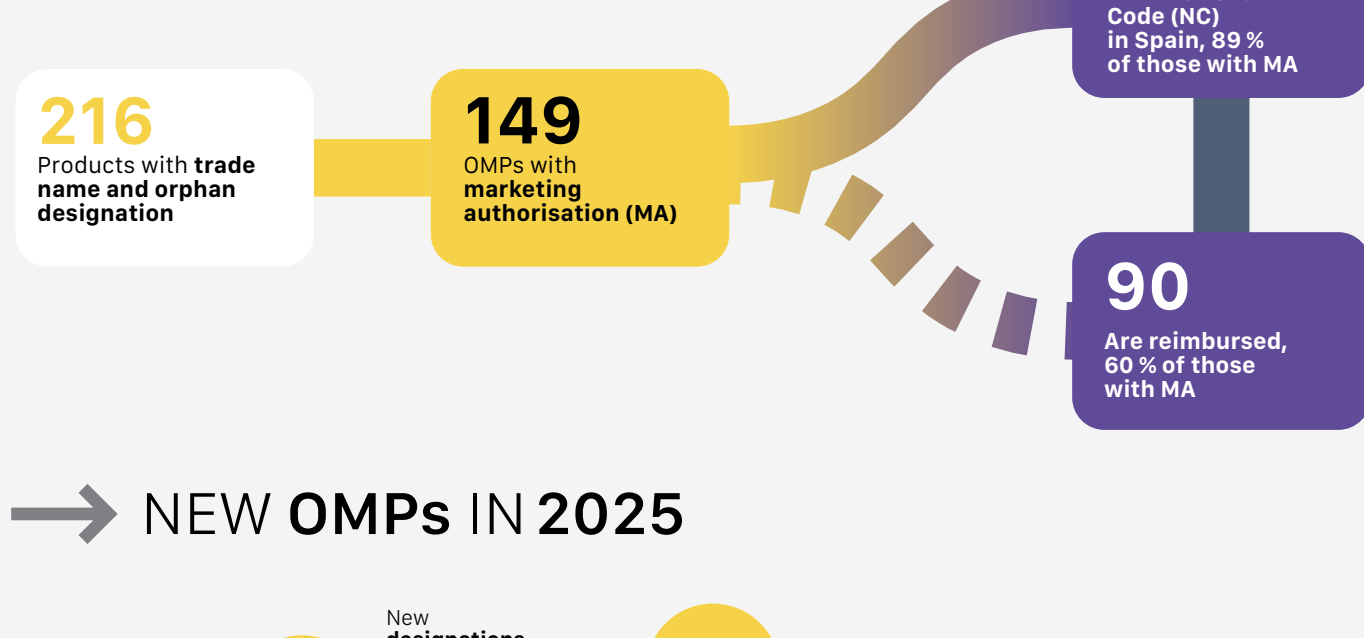 Code (NC)
in Spain, 89 %
of those with MA
216
Products with trade
name and orphan
designation
149
OMPs with
marketing
authorisation (MA)
90
Are reimbursed,
60 % of those
with MA
NEW OMPs IN 2025
New
designations